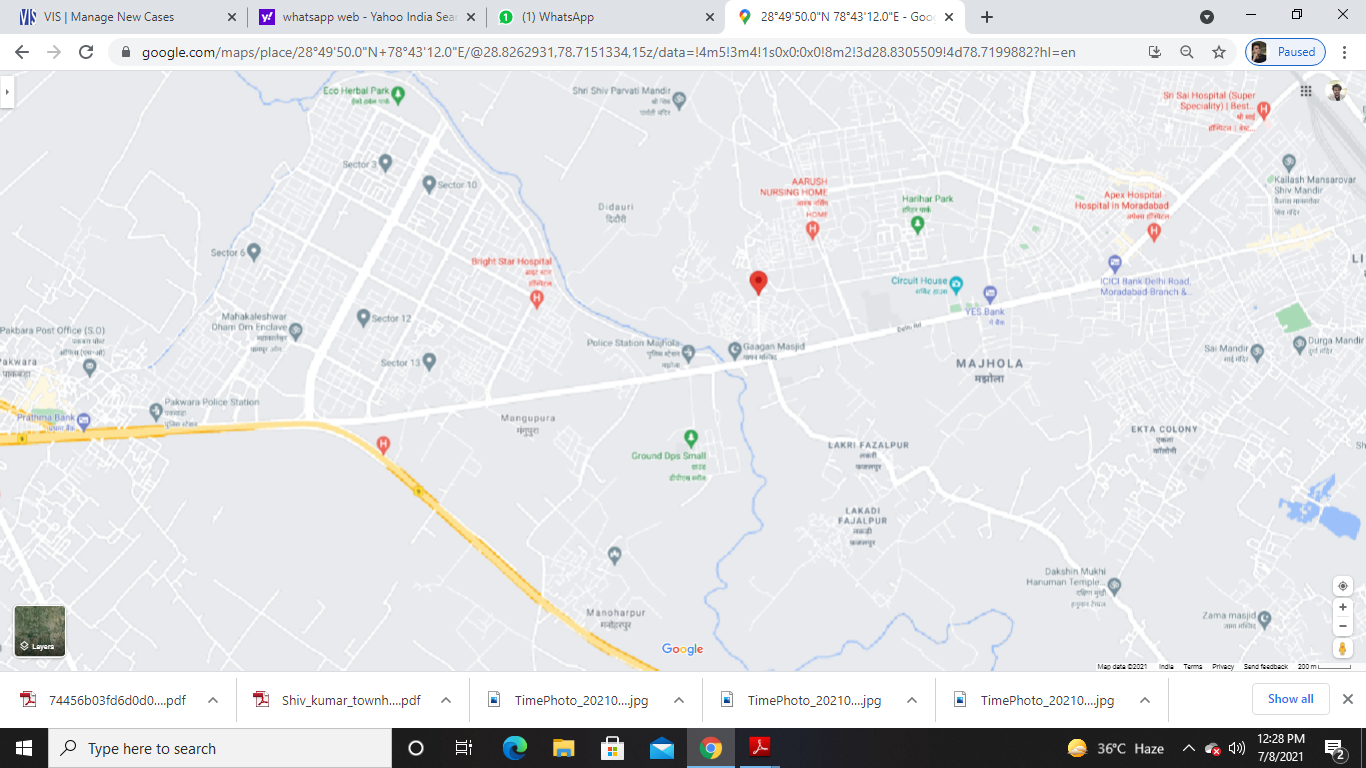 VIS | Manage New Cases
whatsapp web - Yahoo India Sear
(1) WhatsApp
28°49'50.0"N 78°43'12.0"E - Goo
google.com/maps/place/28°49'50.0"N+78°43'12.0"E/@28.8262931,78.7151334,15z/data=!4m5!3m4!1s0x0:0x0!8m2!3d28.8305509!4d78.7199882?hl=en
Paused
Eco Herbal Park
Shri Shiv Parvati Mandir
Sri Sai Hospital (Super
Speciality) | Best...
श्री साई
Sector 3
Sector 10
Kailash Mansarovar
Shiv Mandir
AARUSH
NURSING HOME
HOME
Harihar Park
Apex Hospital
Hospital in Moradabad
Didauri
दिदौरी
Sector 6
Bright Star Hospital
Circuit House
ICICI Bank Delhi Road,
Moradabad Branch &..
YES Bank
Mahakaleshwar
Dham Om Enclave
Sector 12
Delhi Rd
Pakbara Post Office (S.O)
Police Station Majhola
Gaagan Masjid
Sai Mandir
Durga Mandir
Pakwara
पाकबड़ा
Sector 13
MAJHOLA
मझोला
Pakwara Police Station
Prathma Bank
Mangupura
मंगूपुरा
EKTA COLONY
एकता
कॉलोनी
LAKRI FAZALPUR
लकरी
फजलपुर
Ground Dps Small
LAKADI
FAJALPUR
लकड़ी
फजलपुर
Dakshin Mukhi
Hanuman Temple...
Manoharpur
मनोहरपुर
Zama masjid
Layers
Google
Map data ©2021 India Terms Privacy Send feedback 200 m
74456b03fd6d0d0....pdf
Shiv_kumar_townh....pdf
TimePhoto_20210....jpg
TimePhoto_20210....jpg
TimePhoto_20210....jpg
Show all
Type here to search
36°C Haze
12:28 PM
7/8/2021
2